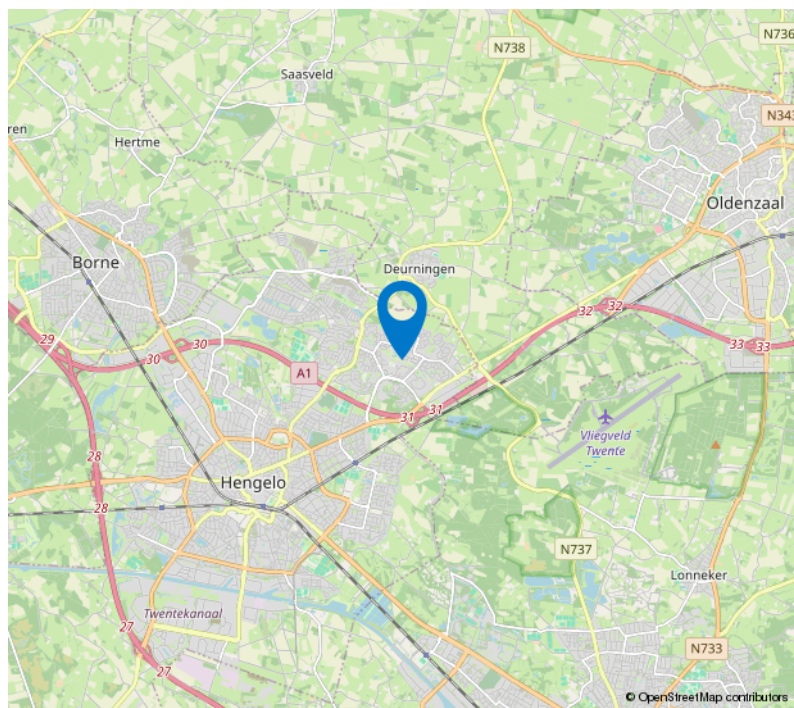 N736
N738
Saasveld
N343
ren
Hertme
Oldenzaal
Borne
Deurningen
32
32
29
30
30
33
33
A1
31
31
Vliegveld
Twente
28
Hengelo
28
N737
Lonneker
Twentekanaal
27
N733
27
© OpenStreetMap contributors